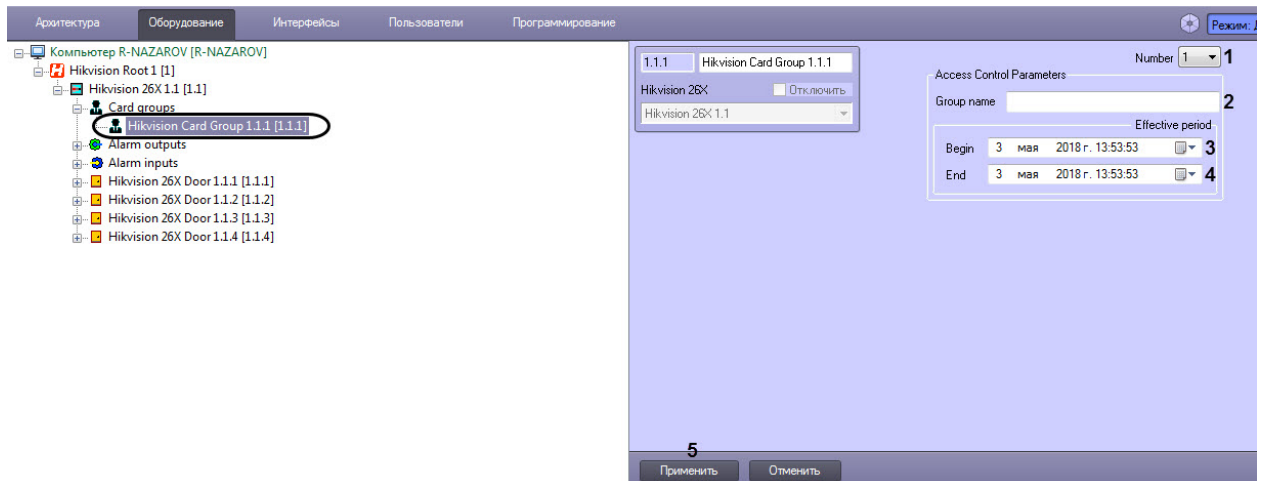 Архитектура Оборудование Интерфейсы Пользователи Программирование Режим:
Компьютер R-NAZAROV [R-NAZAROV]
Hikvision Root 1 [1]
Hikvision 26X 1.1 [1.1]
Card groups
Hikvision Card Group 1.1.1 [1.1.1]
Alarm outputs
Alarm inputs
Hikvision 26X Door 1.1.1 [1.1.1]
Hikvision 26X Door 1.1.2 [1.1.2]
Hikvision 26X Door 1.1.3 [1.1.3]
Hikvision 26X Door 1.1.4 [1.1.4]
1.1.1 Hikvision Card Group 1.1.1
Hikvision 26X Отключить
Hikvision 26X 1.1
Number 1 1
Access Control Parameters
Group name 2
Effective period
Begin 3 мая 2018 г. 13:53:53 3
End 3 мая 2018 г. 13:53:53 4
5
Применить Отменить